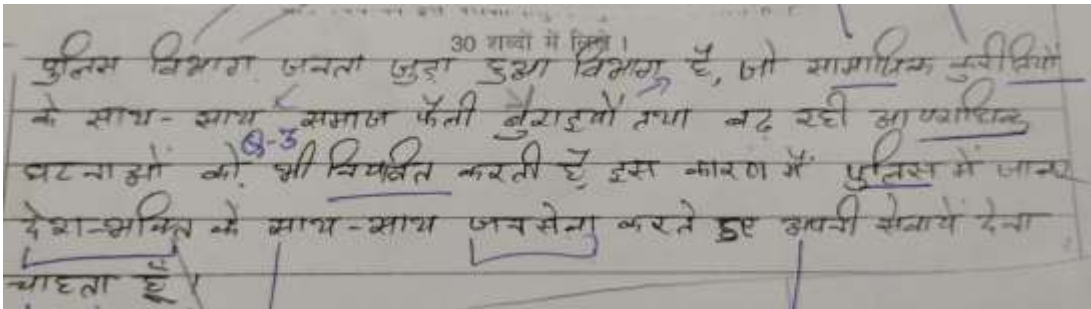 30 शब्दों में लिखें।
पुलिस विभाग जनता जुड़ा हुआ विभाग है, जो सामाजिक कुरीतियों
के साथ-साथ समाज फैली बुराइयों तथा बढ़ रही आपराधिक
घटनाओं को भी नियंत्रित करती है, इस कारण मैं पुलिस में जाकर
देश-भक्ति के साथ-साथ जनसेवा करते हुए अपनी सेवायें देना
चाहता हूँ।